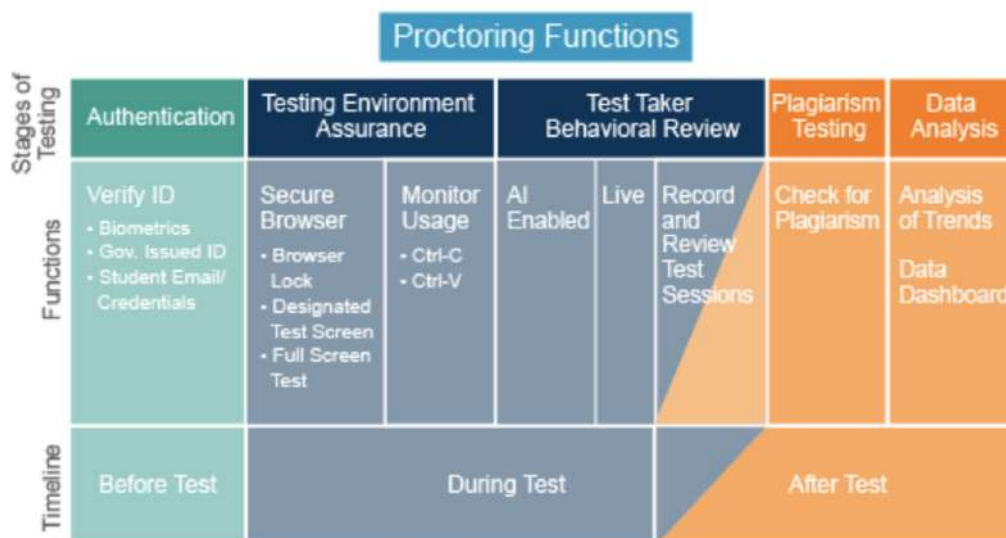 Proctoring Functions
Stages of
Testing
Authentication
Testing Environment
Assurance
Test Taker
Behavioral Review
Plagiarism
Testing
Data
Analysis
Functions
Verify ID
• Biometrics
• Gov. Issued ID
• Student Email/
Credentials
Secure
Browser
• Browser
Lock
• Designated
Test Screen
• Full Screen
Test
Monitor
Usage
• Ctrl-C
• Ctrl-V
AI
Enabled
Live
Record
and
Review
Test
Sessions
Check for
Plagiarism
Analysis
of Trends
Data
Dashboard
Timeline
Before Test
During Test
After Test